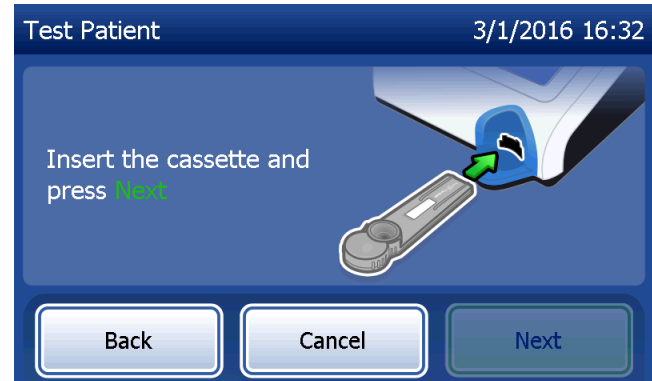 Test Patient 3/1/2016 16:32
Insert the cassette and
press Next
Back Cancel Next